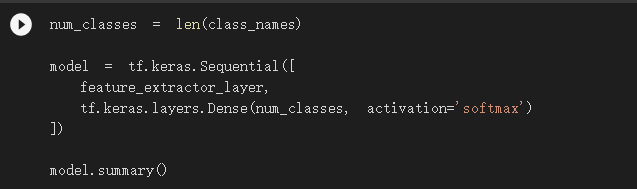 num_classes = len(class_names)
model = tf.keras.Sequential([
    feature_extractor_layer,
    tf.keras.layers.Dense(num_classes, activation='softmax')
])
model.summary()